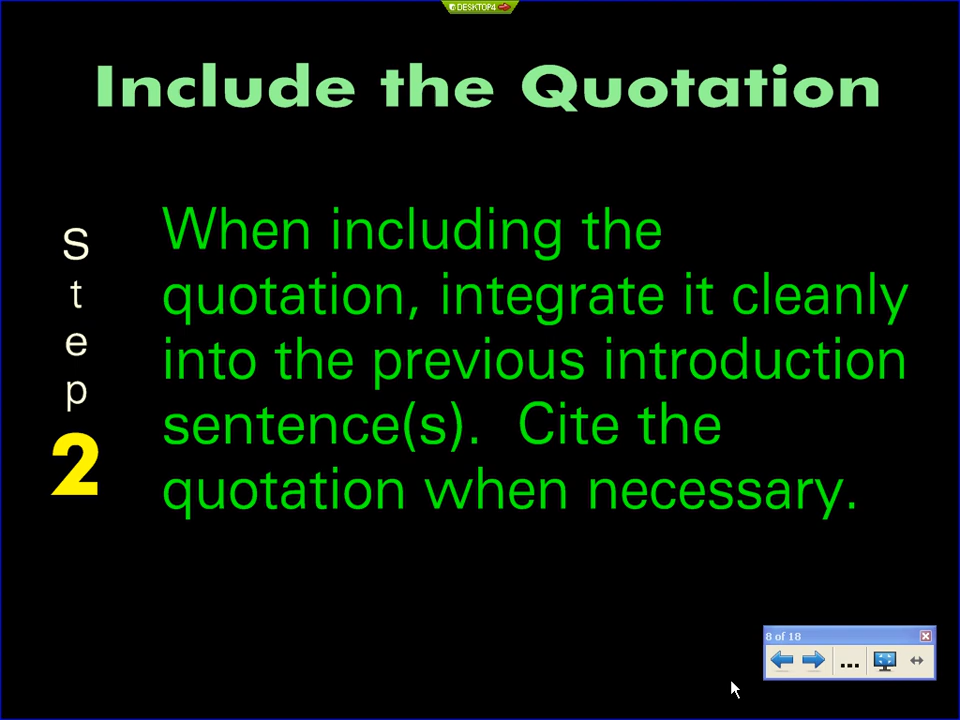 DESKTOP4
Include the Quotation
Step
2
When including the
quotation, integrate it cleanly
into the previous introduction
sentence(s).  Cite the
quotation when necessary.
8 of 18
...